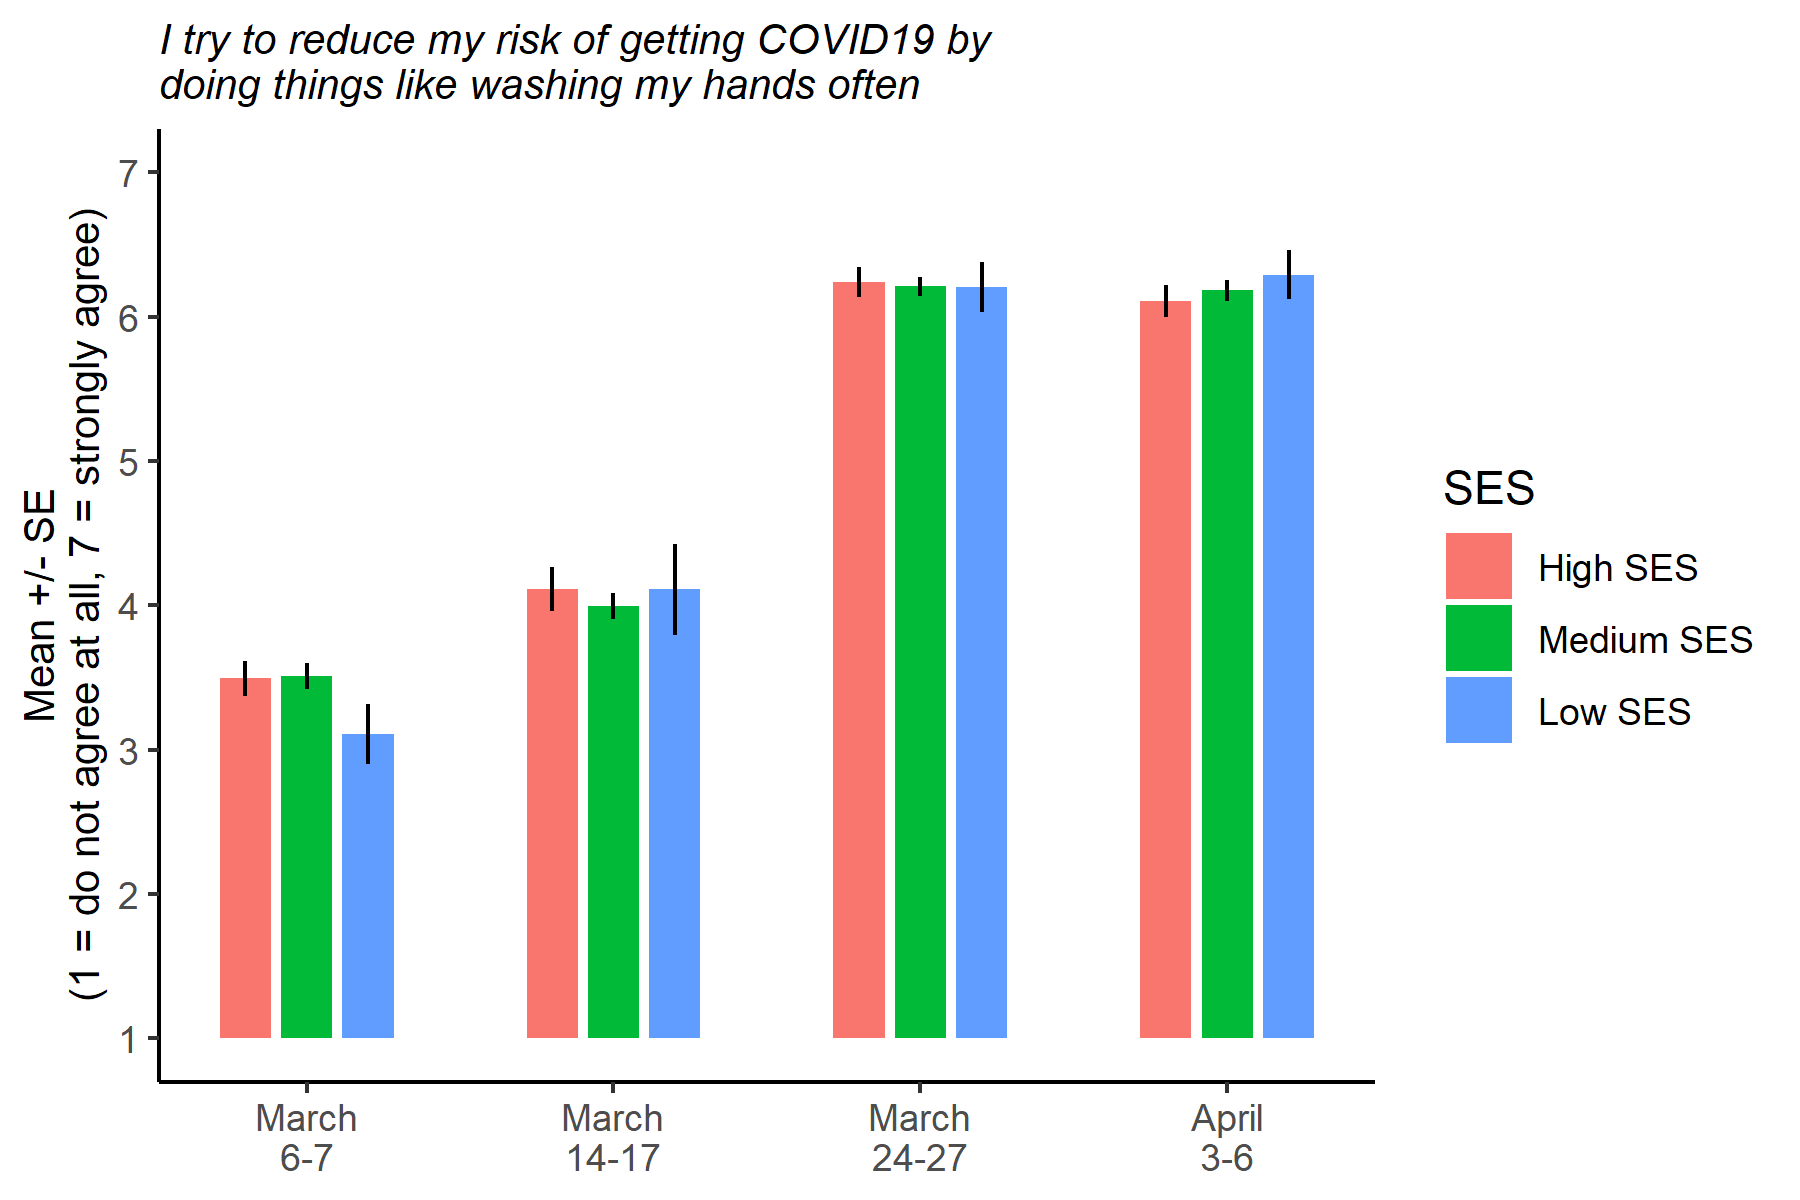 I try to reduce my risk of getting COVID19 by
doing things like washing my hands often
Mean +/- SE
(1 = do not agree at all, 7 = strongly agree)
7
6
5
4
3
2
1
March
6-7
March
14-17
March
24-27
April
3-6
SES
High SES
Medium SES
Low SES